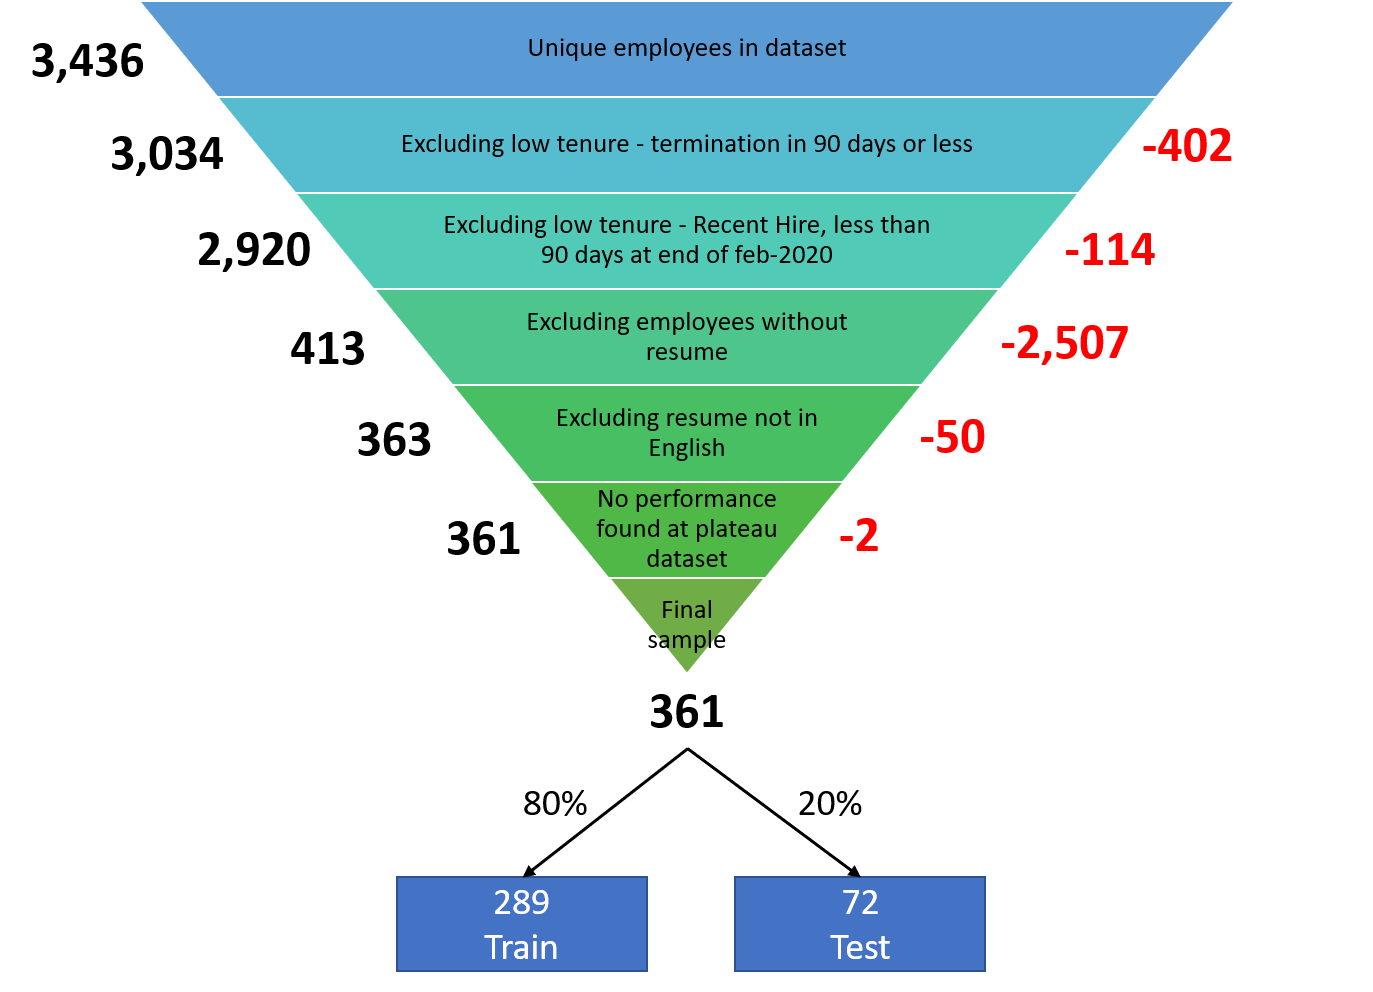 3,436
Unique employees in dataset
3,034
Excluding low tenure - termination in 90 days or less
-402
2,920
Excluding low tenure - Recent Hire, less than
90 days at end of feb-2020
-114
413
Excluding employees without
resume
-2,507
363
Excluding resume not in
English
-50
361
No performance
found at plateau
dataset
-2
Final
sample
361
80%
20%
289
Train
72
Test